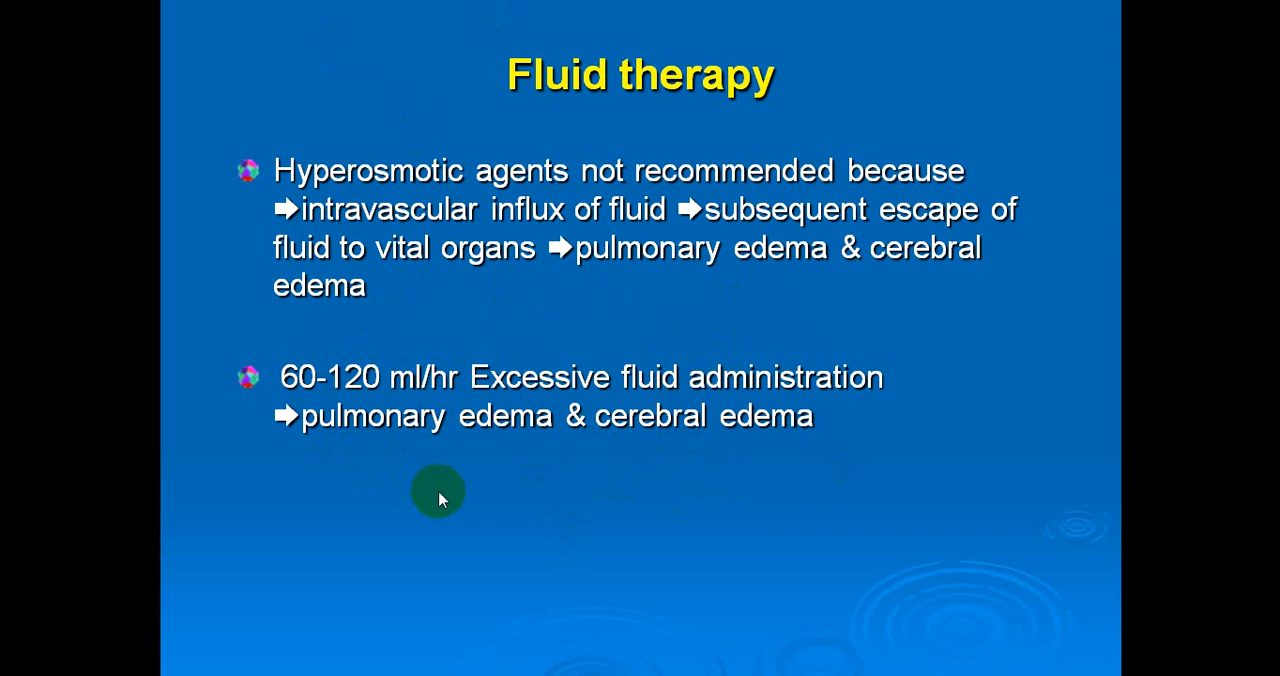 Fluid therapy
Hyperosmotic agents not recommended because
➡intravascular influx of fluid ➡subsequent escape of
fluid to vital organs ➡pulmonary edema & cerebral
edema
60-120 ml/hr Excessive fluid administration
➡pulmonary edema & cerebral edema